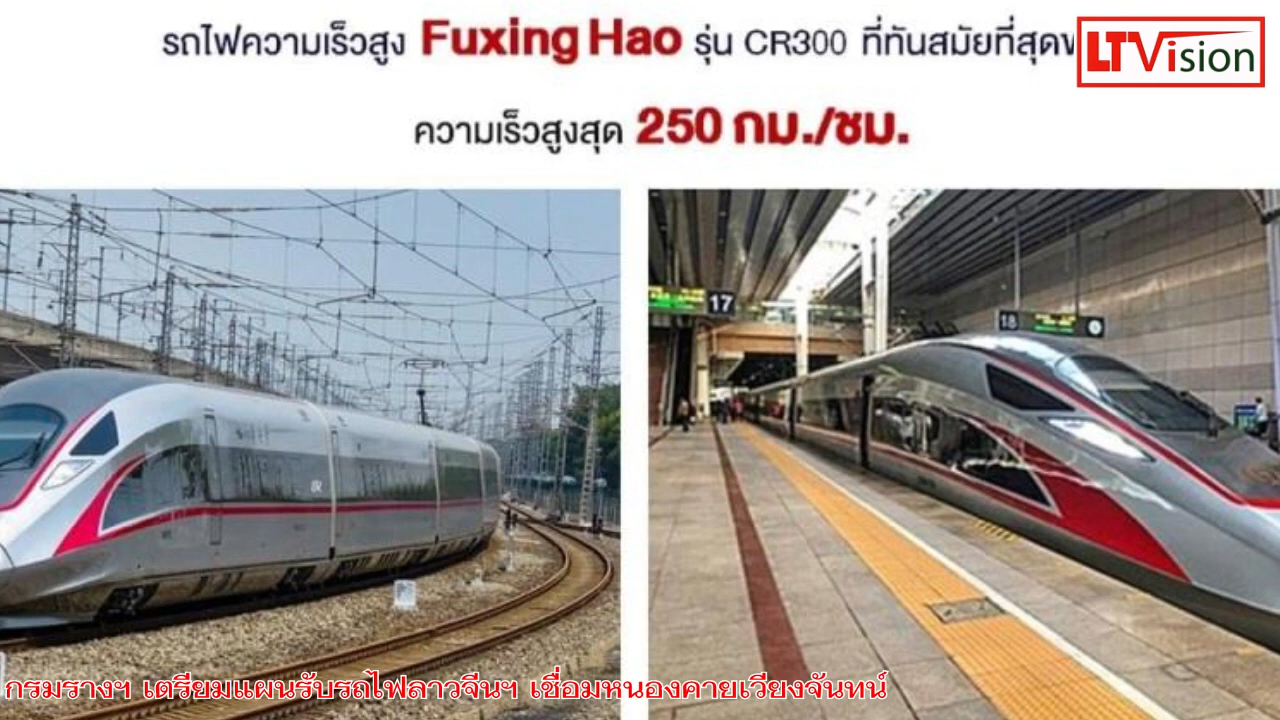 รถไฟความเร็วสูง Fuxing Hao รุ่น CR300 ที่ทันสมัยที่สุด
LTVision
ความเร็วสูงสุด 250 กม./ชม.
17
18
CR
กรมรางฯ เตรียมแผนรับรถไฟลาวจีนฯ เชื่อมหนองคายเวียงจันทน์